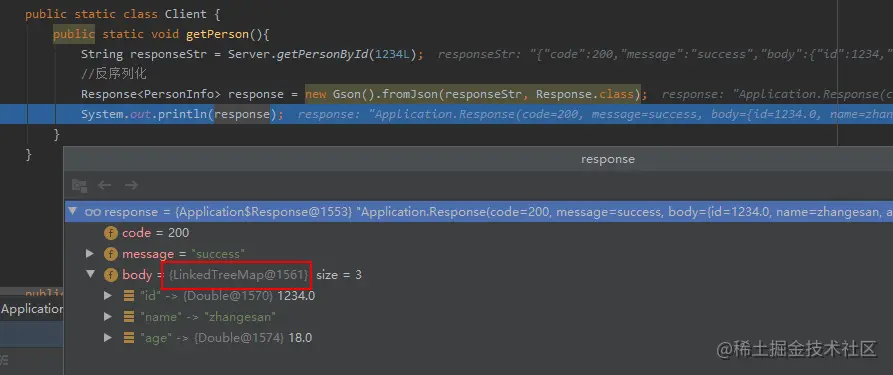 public static class Client {
public static void getPerson(){
String responseStr = Server.getPersonById(1234L); responseStr: "{"code":200,"message":"success","body":{"id":1234,"
//反序列化
Response<PersonInfo> response = new Gson().fromJson(responseStr, Response.class); response: "Application.Response(c
System.out.println(response); response: "Application.Response(code=200, message=success, body={id=1234.0, name=zhan
}
}
response
response = {Application$Response@1553} "Application.Response(code=200, message=success, body={id=1234.0, name=zhangesan, a
code = 200
message = "success"
body = {LinkedTreeMap@1561} size = 3
"id" -> {Double@1570} 1234.0
"name" -> "zhangesan"
"age" -> {Double@1574} 18.0
Application
@稀土掘金技术社区